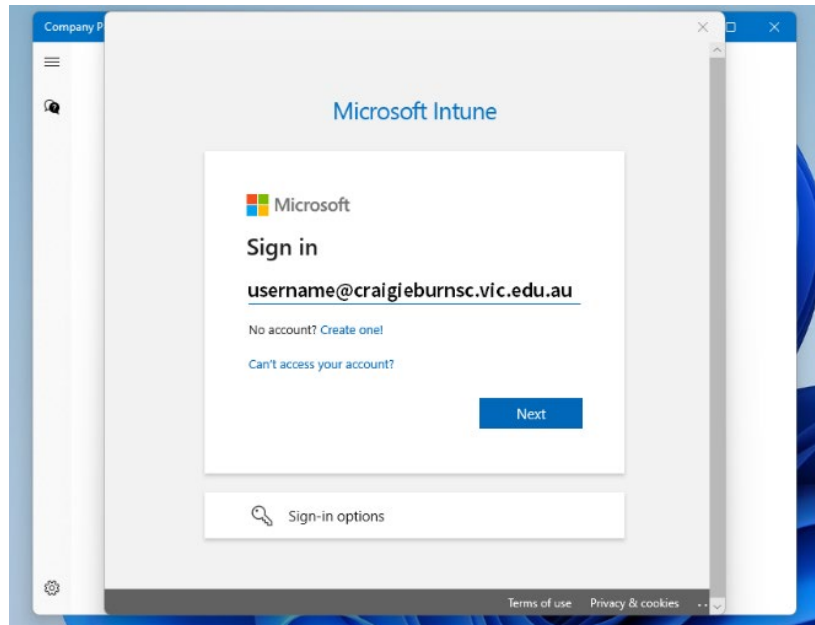 Company P
Microsoft Intune
Microsoft
Sign in
username@craigieburnsc.vic.edu.au
No account? Create one!
Can't access your account?
Next
Sign-in options
Terms of use Privacy & cookies ..